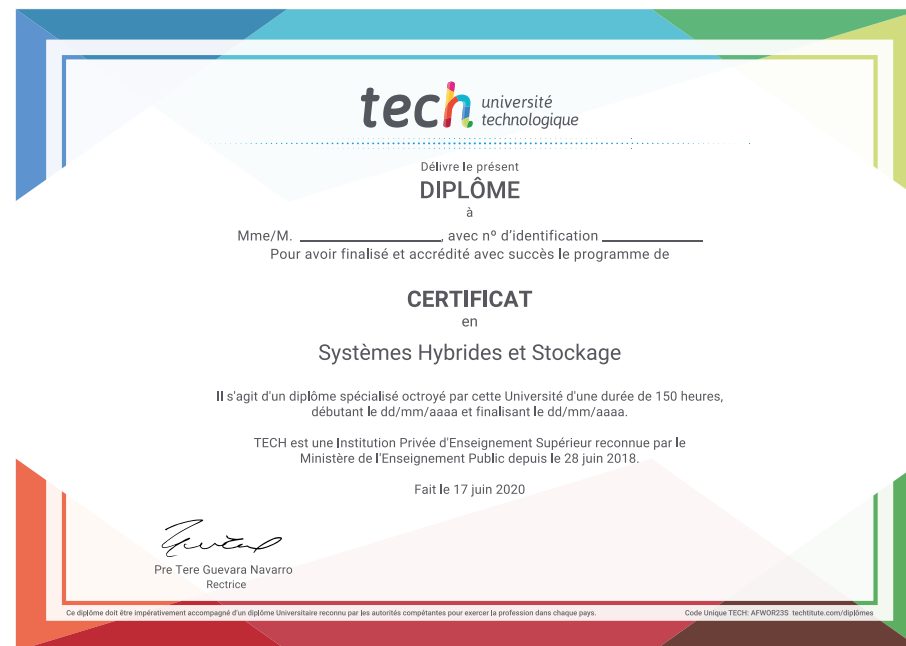 tech université
technologique
Délivre le présent
DIPLÔME
à
Mme/M. ____________________, avec nº d'identification ______________
Pour avoir finalisé et accrédité avec succès le programme de
CERTIFICAT
en
Systèmes Hybrides et Stockage
Il s'agit d'un diplôme spécialisé octroyé par cette Université d'une durée de 150 heures,
débutant le dd/mm/aaaa et finalisant le dd/mm/aaaa.
TECH est une Institution Privée d'Enseignement Supérieur reconnue par le
Ministère de l'Enseignement Public depuis le 28 juin 2018.
Fait le 17 juin 2020
Pre Tere Guevara Navarro
Rectrice
Ce diplôme doit être impérativement accompagné d'un diplôme Universitaire reconnu par les autorités compétantes pour exercer la profession dans chaque pays.
Code Unique TECH: AFWOR23S techtitute.com/diplômes